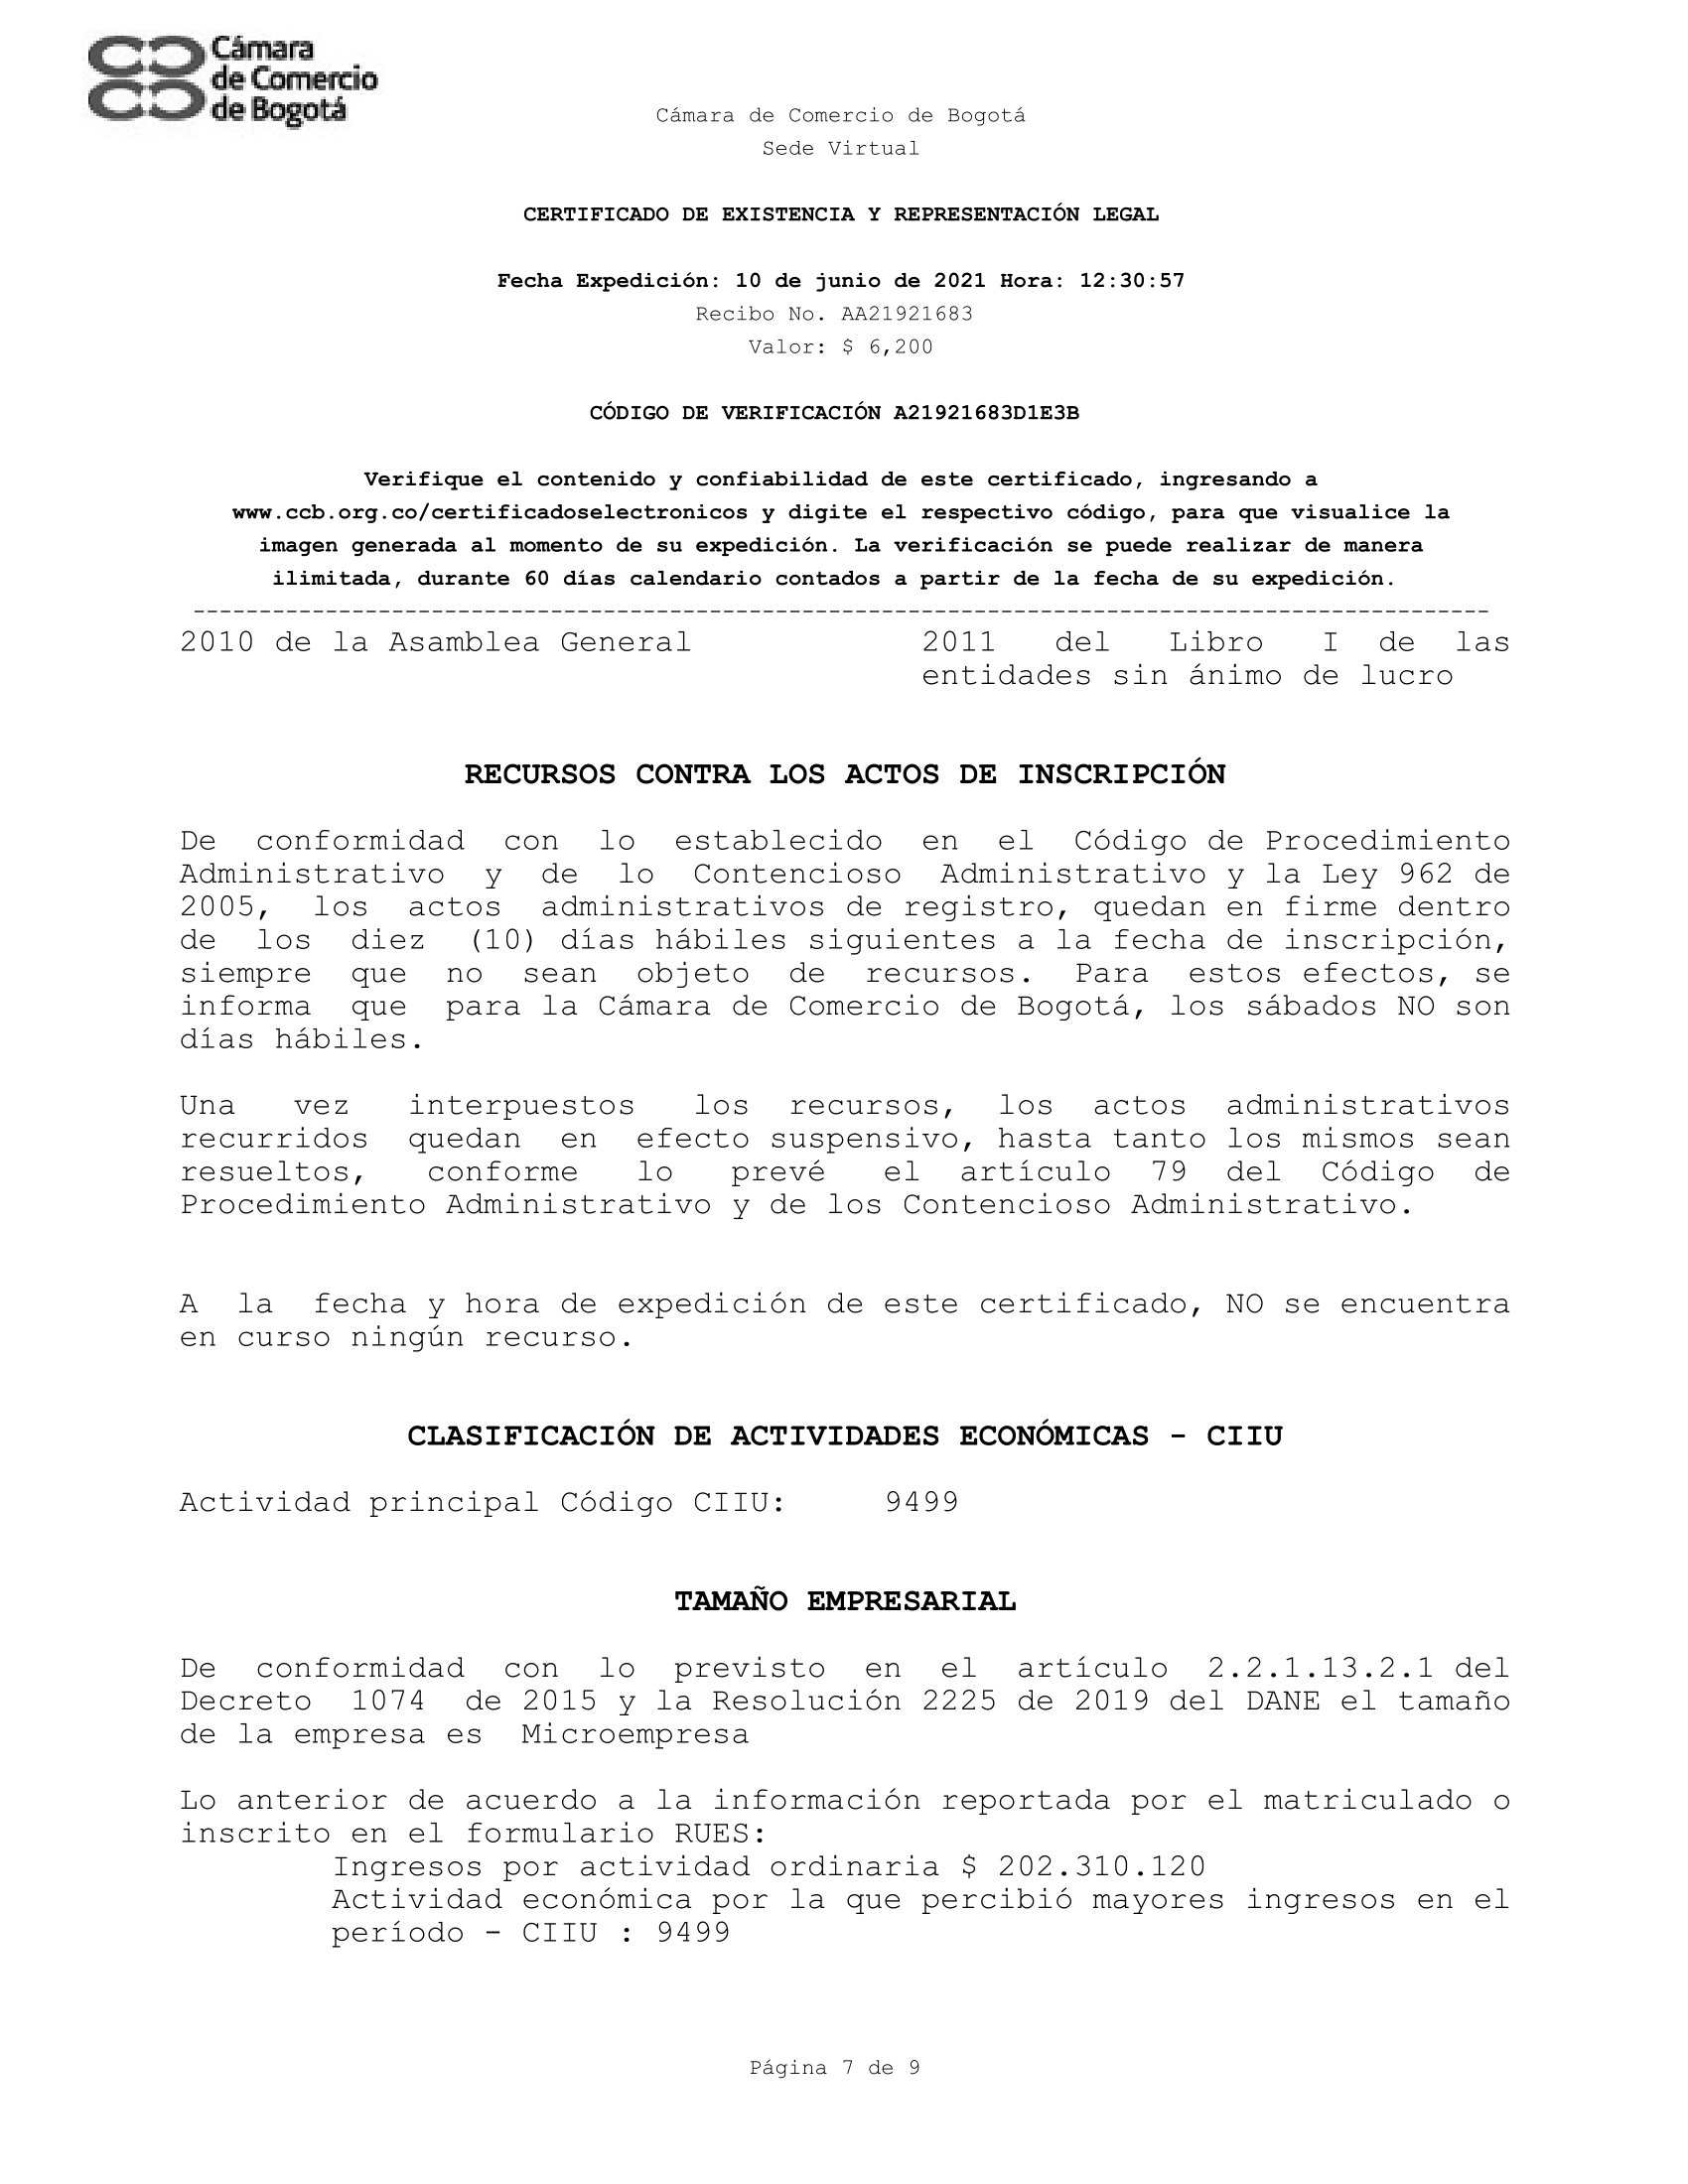 Cámara
de Comercio
de Bogotá
Cámara de Comercio de Bogotá
Sede Virtual
CERTIFICADO DE EXISTENCIA Y REPRESENTACIÓN LEGAL
Fecha Expedición: 10 de junio de 2021 Hora: 12:30:57
Recibo No. AA21921683
Valor: $ 6,200
CÓDIGO DE VERIFICACIÓN A21921683D1E3B
Verifique el contenido y confiabilidad de este certificado, ingresando a
www.ccb.org.co/certificadoselectronicos y digite el respectivo código, para que visualice la
imagen generada al momento de su expedición. La verificación se puede realizar de manera
ilimitada, durante 60 días calendario contados a partir de la fecha de su expedición.
--------------------------------------------------------------------------------------------------
2010 de la Asamblea General 2011 del Libro I de las
entidades sin ánimo de lucro
RECURSOS CONTRA LOS ACTOS DE INSCRIPCIÓN
De conformidad con lo establecido en el Código de Procedimiento
Administrativo y de lo Contencioso Administrativo y la Ley 962 de
2005, los actos administrativos de registro, quedan en firme dentro
de los diez (10) días hábiles siguientes a la fecha de inscripción,
siempre que no sean objeto de recursos. Para estos efectos, se
informa que para la Cámara de Comercio de Bogotá, los sábados NO son
días hábiles.
Una vez interpuestos los recursos, los actos administrativos
recurridos quedan en efecto suspensivo, hasta tanto los mismos sean
resueltos, conforme lo prevé el artículo 79 del Código de
Procedimiento Administrativo y de los Contencioso Administrativo.
A la fecha y hora de expedición de este certificado, NO se encuentra
en curso ningún recurso.
CLASIFICACIÓN DE ACTIVIDADES ECONÓMICAS - CIIU
Actividad principal Código CIIU: 9499
TAMAÑO EMPRESARIAL
De conformidad con lo previsto en el artículo 2.2.1.13.2.1 del
Decreto 1074 de 2015 y la Resolución 2225 de 2019 del DANE el tamaño
de la empresa es Microempresa
Lo anterior de acuerdo a la información reportada por el matriculado o
inscrito en el formulario RUES:
Ingresos por actividad ordinaria $ 202.310.120
Actividad económica por la que percibió mayores ingresos en el
período - CIIU : 9499
Página 7 de 9